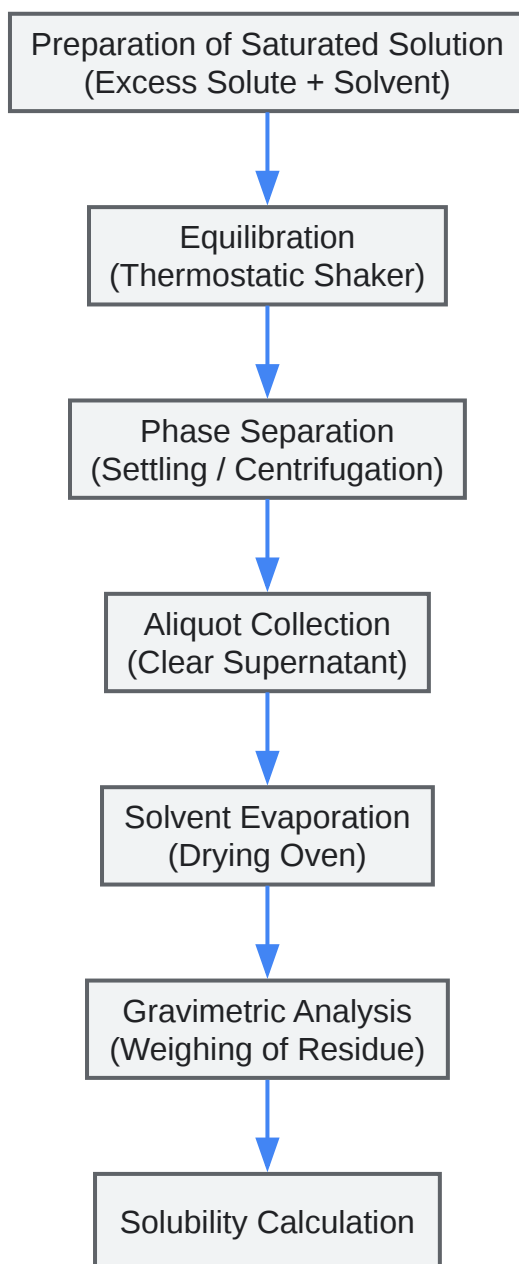 Preparation of Saturated Solution
(Excess Solute + Solvent)
Equilibration
(Thermostatic Shaker)
Phase Separation
(Settling / Centrifugation)
Aliquot Collection
(Clear Supernatant)
Solvent Evaporation
(Drying Oven)
Gravimetric Analysis
(Weighing of Residue)
Solubility Calculation